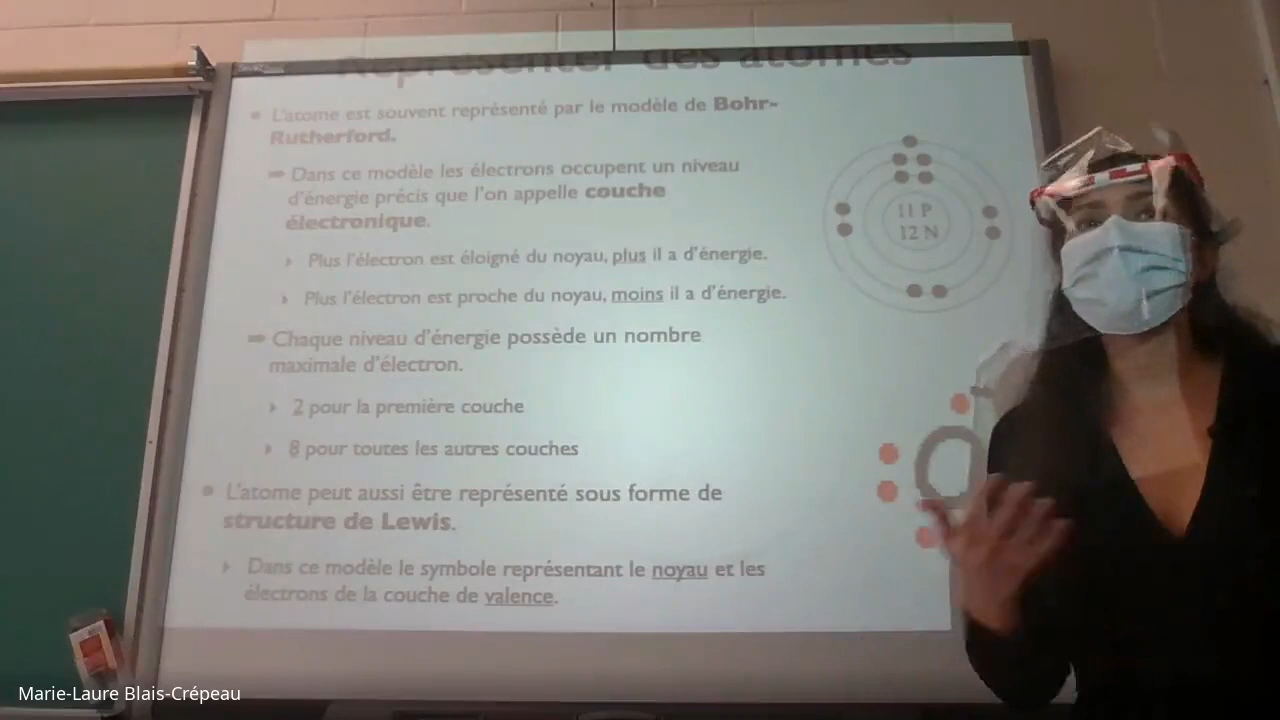 Représenter des atomes
L'atome est souvent représenté par le modèle de Bohr-
Rutherford.
Dans ce modèle les électrons occupent un niveau
d'énergie précis que l'on appelle couche
électronique.
Plus l'électron est éloigné du noyau, plus il a d'énergie.
Plus l'électron est proche du noyau, moins il a d'énergie.
Chaque niveau d'énergie possède un nombre
maximale d'électron.
2 pour la première couche
8 pour toutes les autres couches
L'atome peut aussi être représenté sous forme de
structure de Lewis.
Dans ce modèle le symbole représentant le noyau et les
électrons de la couche de valence.
11 P
12 N
O
Marie-Laure Blais-Crépeau